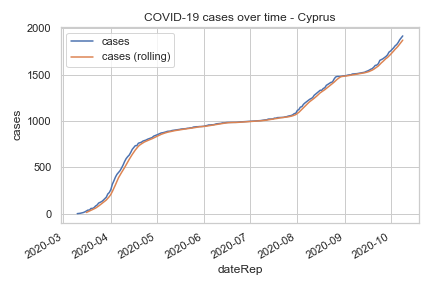 COVID-19 cases over time - Cyprus
cases
cases (rolling)
cases
2000
1500
1000
500
0
2020-03
2020-04
2020-05
2020-06
2020-07
2020-08
2020-09
2020-10
dateRep